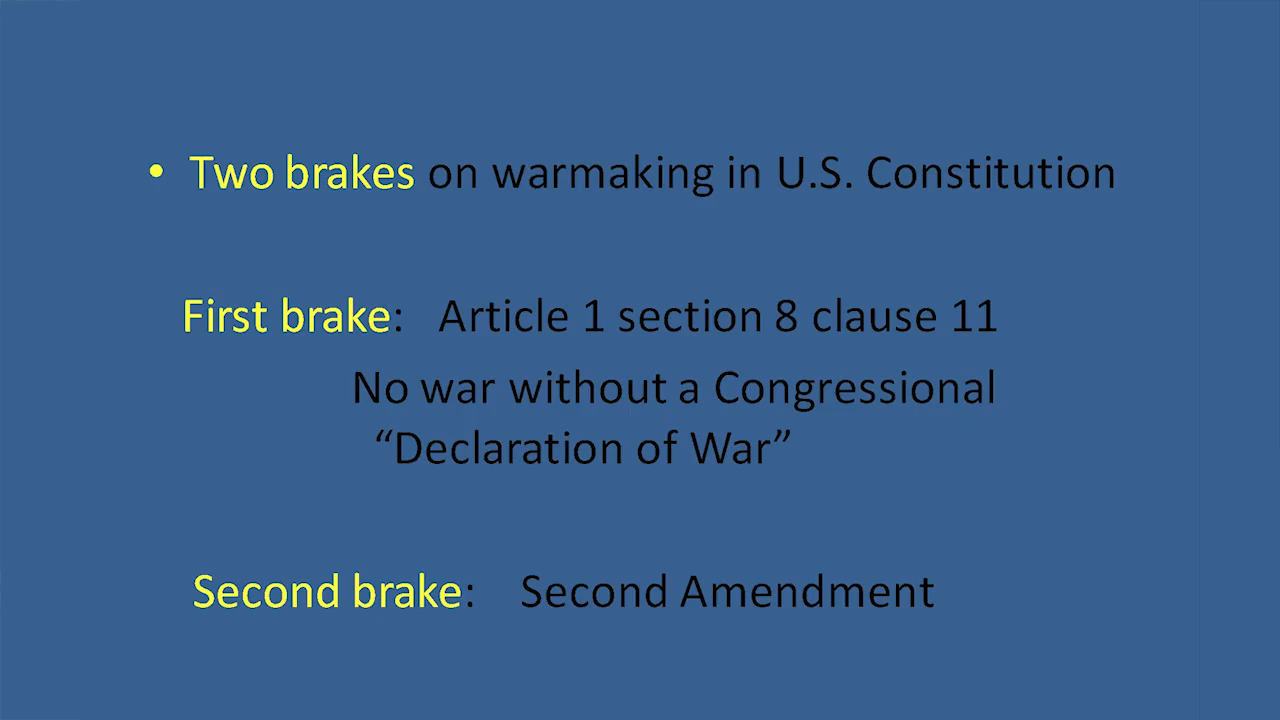 • Two brakes on warmaking in U.S. Constitution
First brake: Article 1 section 8 clause 11
No war without a Congressional
“Declaration of War”
Second brake: Second Amendment